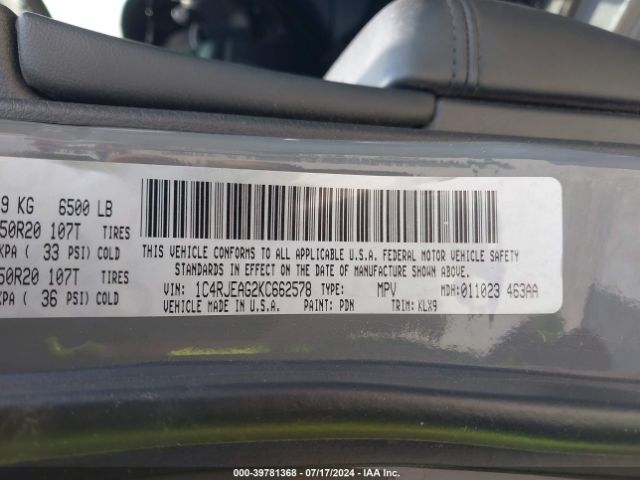 9 KG 6500 LB
50R20 107T TIRES
KPA ( 33 PSI) COLD
50R20 107T TIRES
KPA ( 36 PSI) COLD
THIS VEHICLE CONFORMS TO ALL APPLICABLE U.S.A. FEDERAL MOTOR VEHICLE SAFETY
STANDARDS IN EFFECT ON THE DATE OF MANUFACTURE SHOWN ABOVE.
VIN: 1C4RJEAG2KC662578 TYPE: MPV MDH:011023 463AA
VEHICLE MADE IN U.S.A. PAINT: PDN TRIM: KLX9
©COPART-39781368 / 07/17/2024 - IAA Inc.